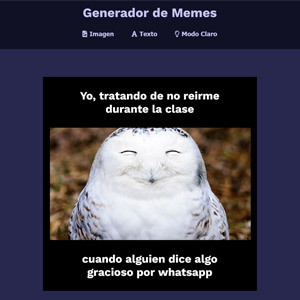 Generador de Memes
Imagen Texto Modo Claro
Yo, tratando de no reirme
durante la clase
cuando alguien dice algo
gracioso por whatsapp